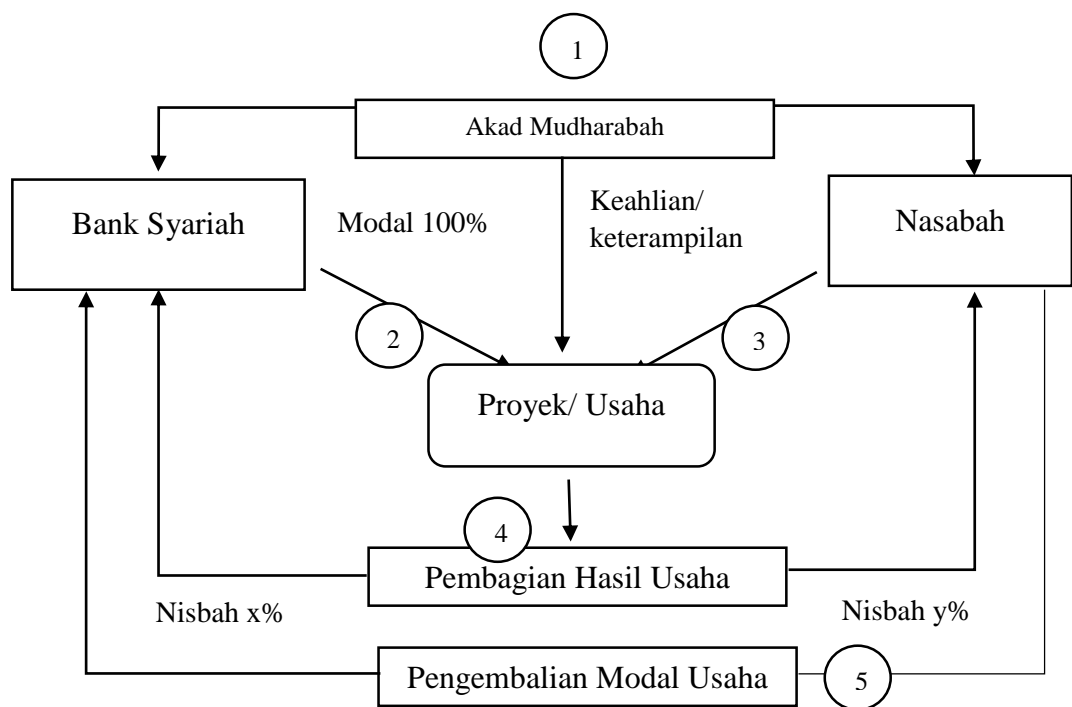 1
Akad Mudharabah
Bank Syariah
Modal 100%
Keahlian/
keterampilan
Nasabah
2
3
Proyek/ Usaha
4
Pembagian Hasil Usaha
Nisbah x%
Nisbah y%
Pengembalian Modal Usaha
5